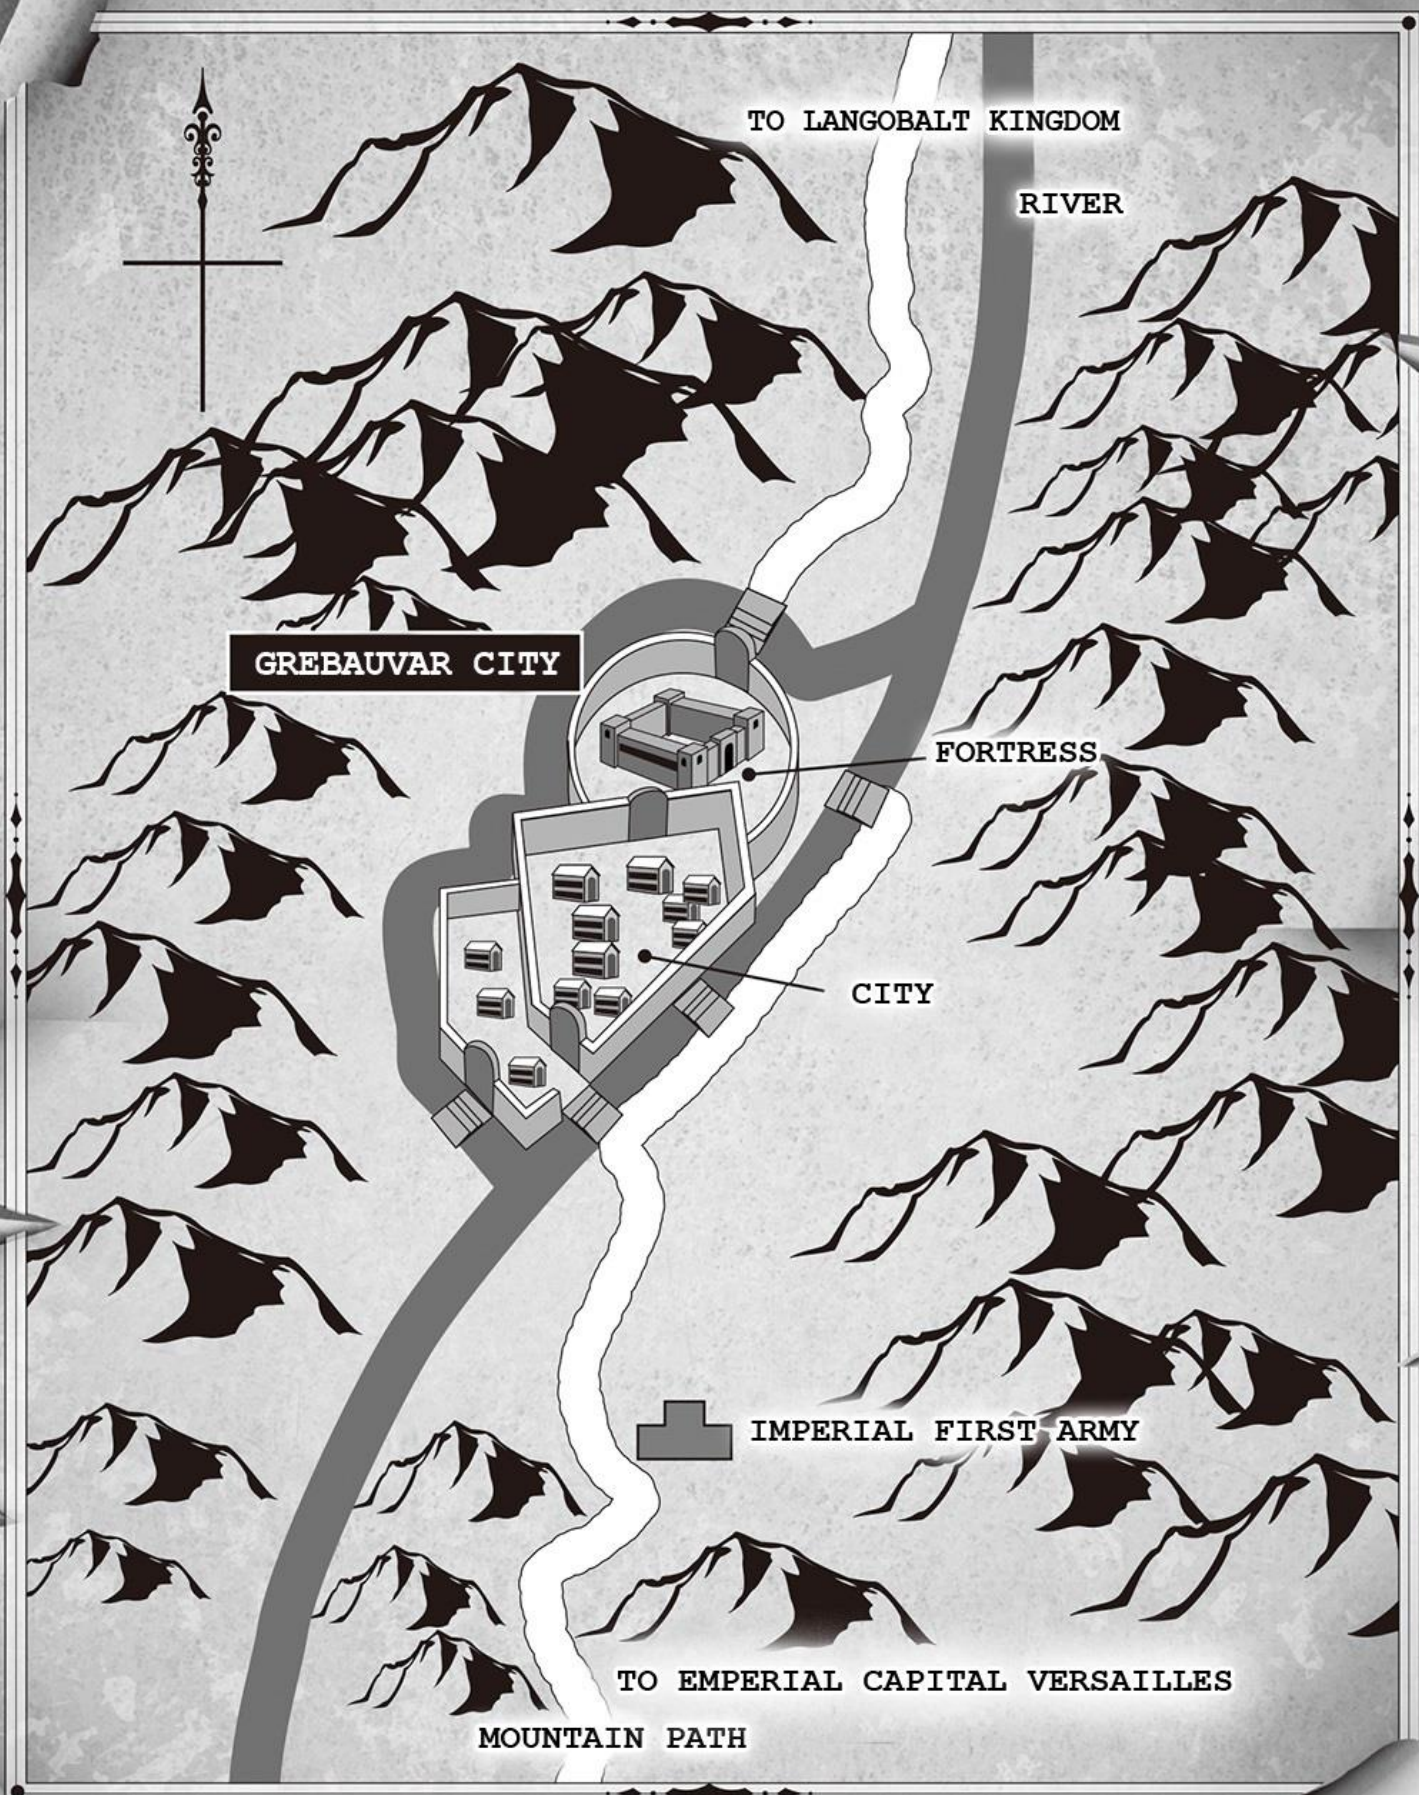 TO LANGOBALT KINGDOM
RIVER
GREBAUVAR CITY
FORTRESS
CITY
IMPERIAL FIRST ARMY
TO EMPERIAL CAPITAL VERSAILLES
MOUNTAIN PATH